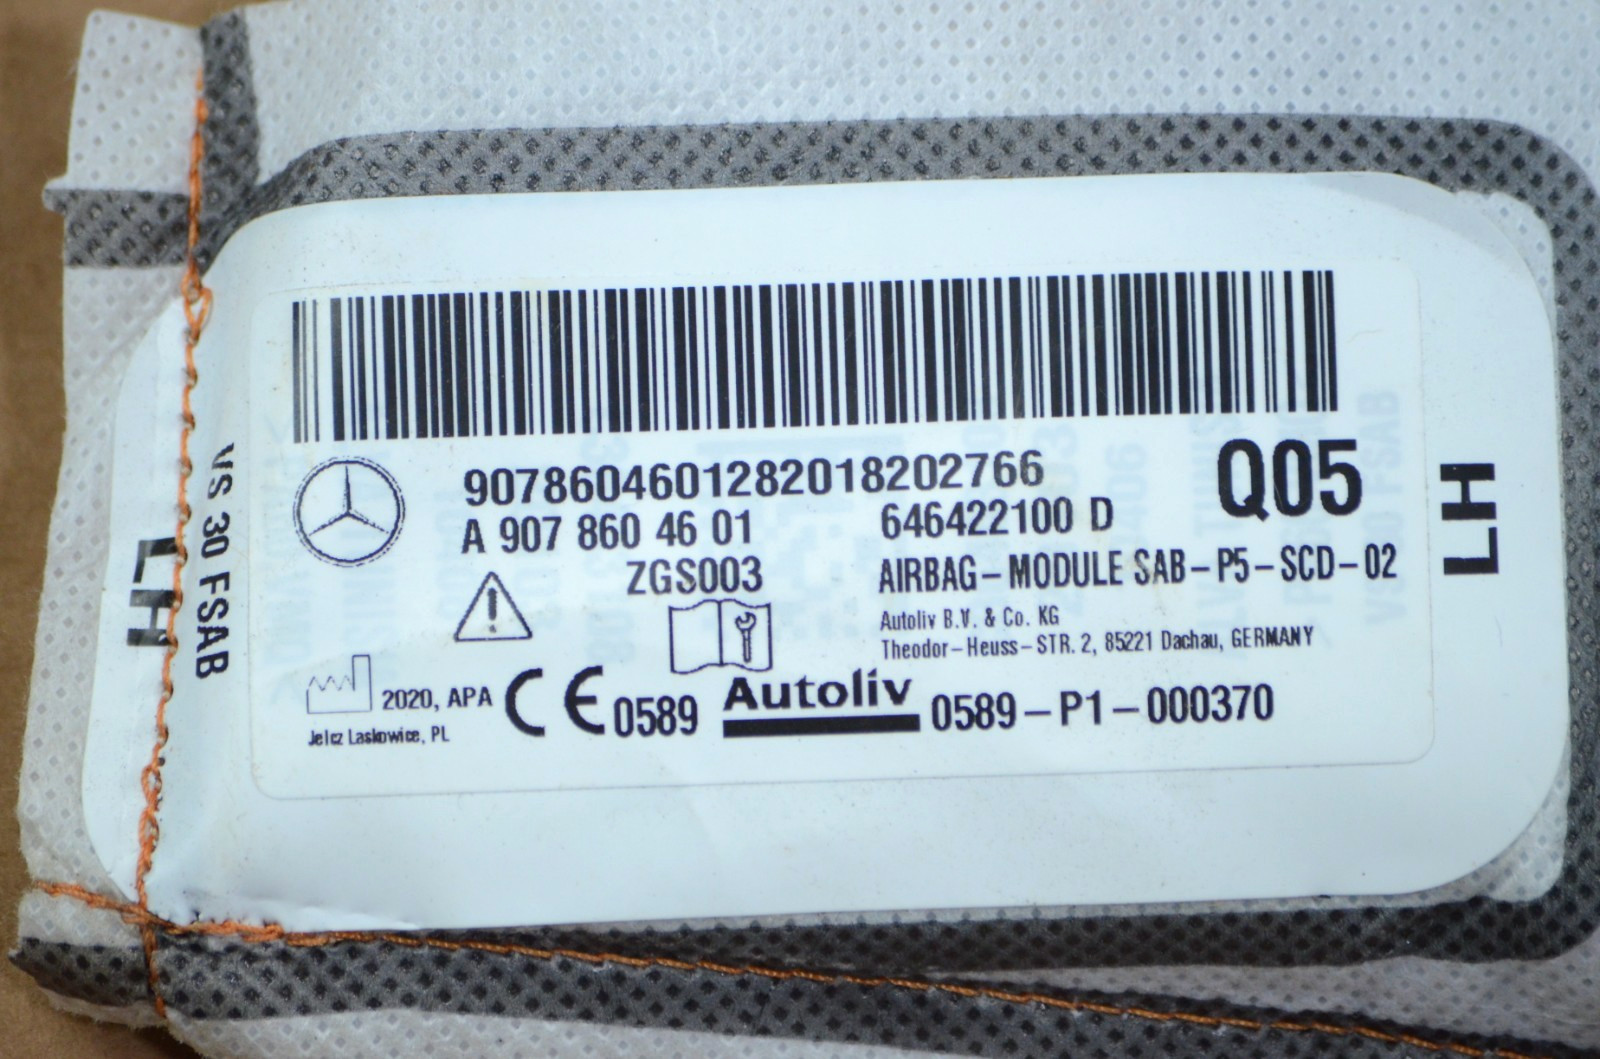 9078604601282018202766
A 907 860 4601
646422100 D
Q05
ZGS003
AIRBAG-MODULE SAB-P5-SCD-02
Autoliv B.V. & Co. KG
Theodor-Heuss-STR. 2, 85221 Dachau, GERMANY
2020, APA
CE 0589
Autoliv
0589-P1-000370
Jelcz Laskowice, PL
LH
VS 30 FSAB
LH